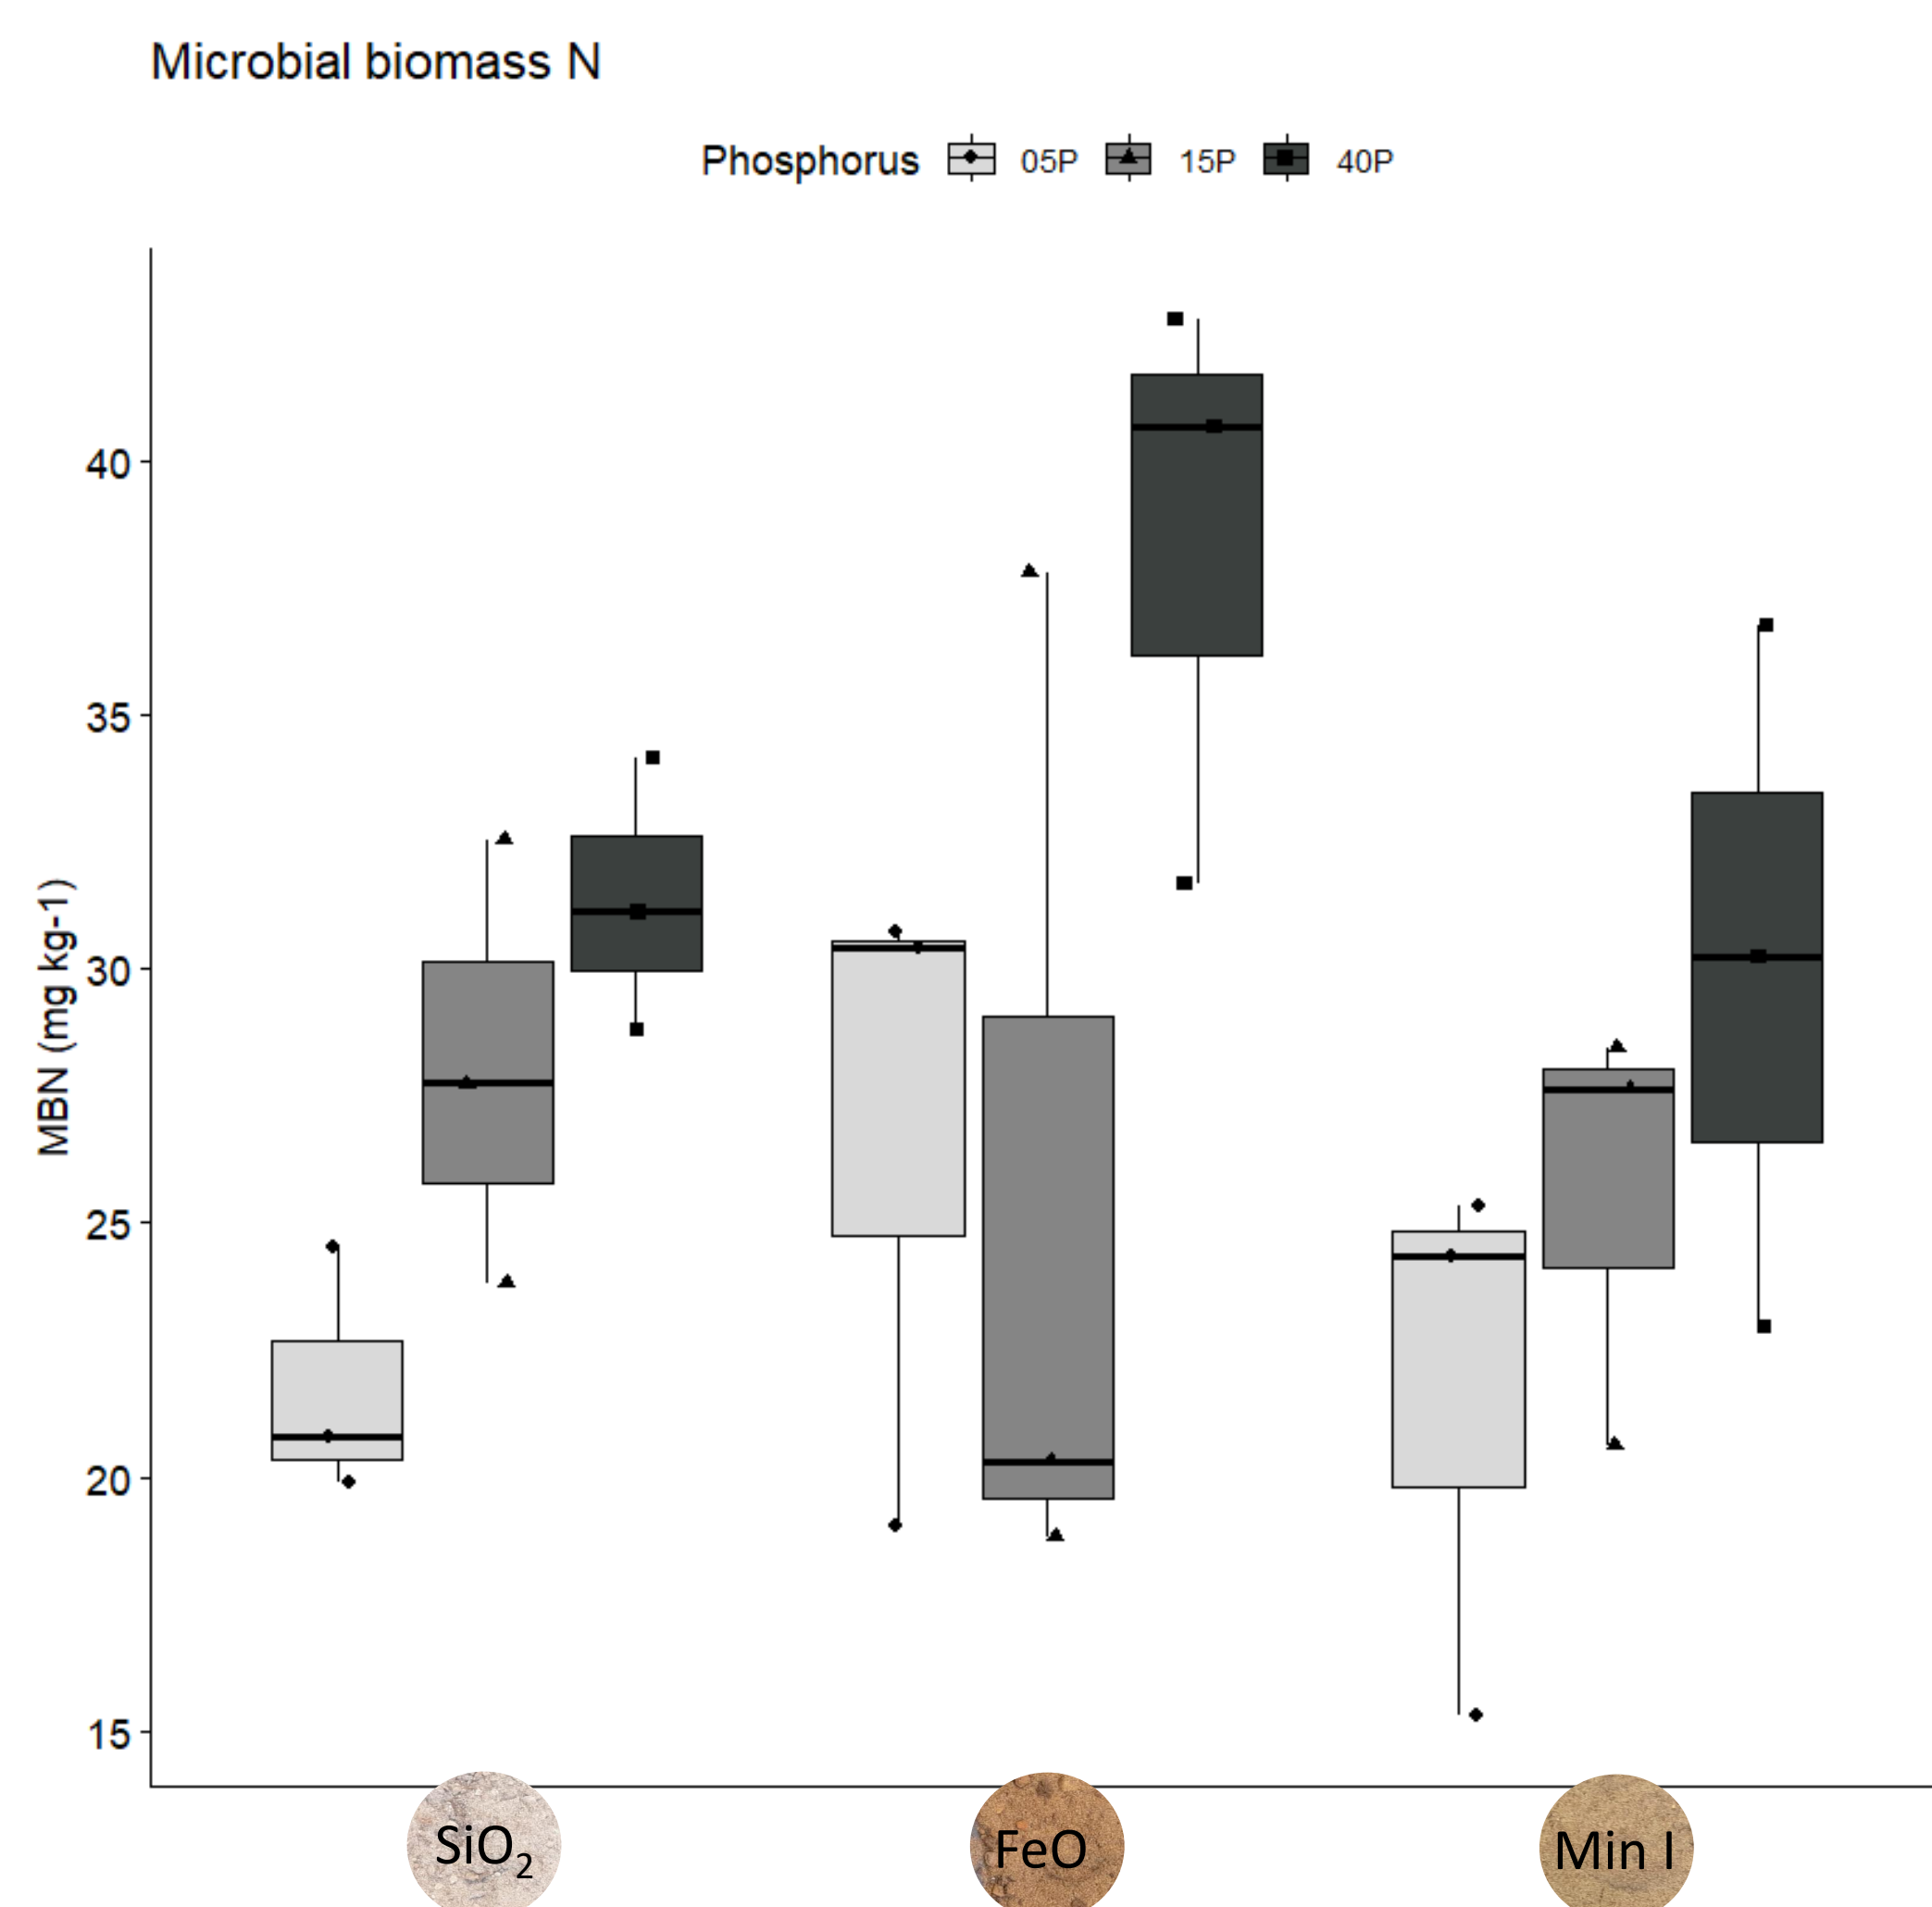 Microbial biomass N
Phosphorus 05P 15P 40P
40
35
30
25
20
15
MBN (mg kg-1)
SiO₂ FeO Min I